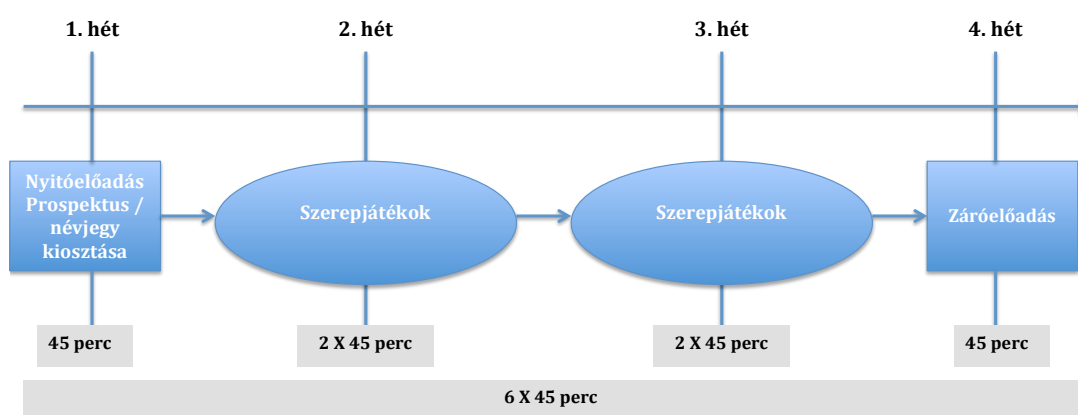 1. hét
2. hét
3. hét
4. hét
Nyitóelőadás
Prospektus /
névjegy
kiosztása
Szerepjátékok
Szerepjátékok
Záróelőadás
45 perc
2 X 45 perc
2 X 45 perc
45 perc
6 X 45 perc